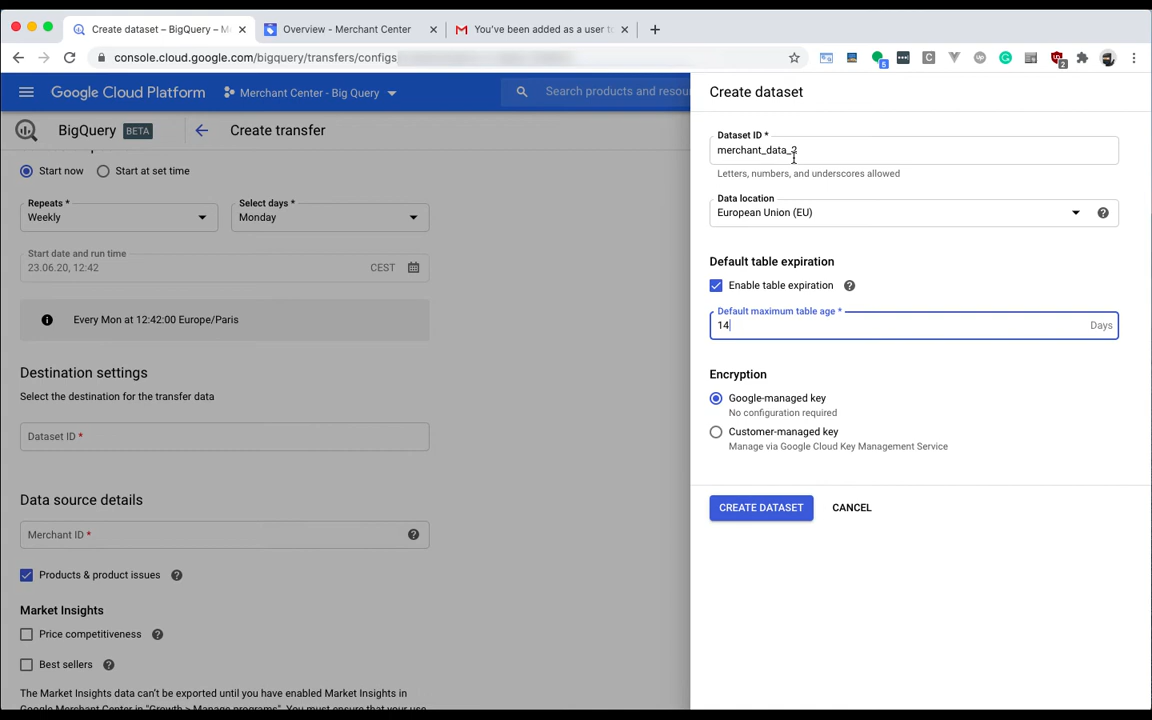 Create dataset – BigQuery – M
Overview - Merchant Center
You've been added as a user to
console.cloud.google.com/bigquery/transfers/configs
5
2
Google Cloud Platform
Merchant Center - Big Query
Search products and resou
BigQuery
BETA
Create transfer
Start now
Start at set time
Repeats *
Weekly
Select days *
Monday
Start date and run time
23.06.20, 12:42
CEST
Every Mon at 12:42:00 Europe/Paris
Destination settings
Select the destination for the transfer data
Dataset ID *
Data source details
Merchant ID *
Products & product issues
Market Insights
Price competitiveness
Best sellers
The Market Insights data can't be exported until you have enabled Market Insights in
Google Merchant Center in "Growth > Manage programs". You must ensure that your use
Create dataset
Dataset ID *
merchant_data_2
Letters, numbers, and underscores allowed
Data location
European Union (EU)
Default table expiration
Enable table expiration
Default maximum table age *
14
Days
Encryption
Google-managed key
No configuration required
Customer-managed key
Manage via Google Cloud Key Management Service
CREATE DATASET
CANCEL